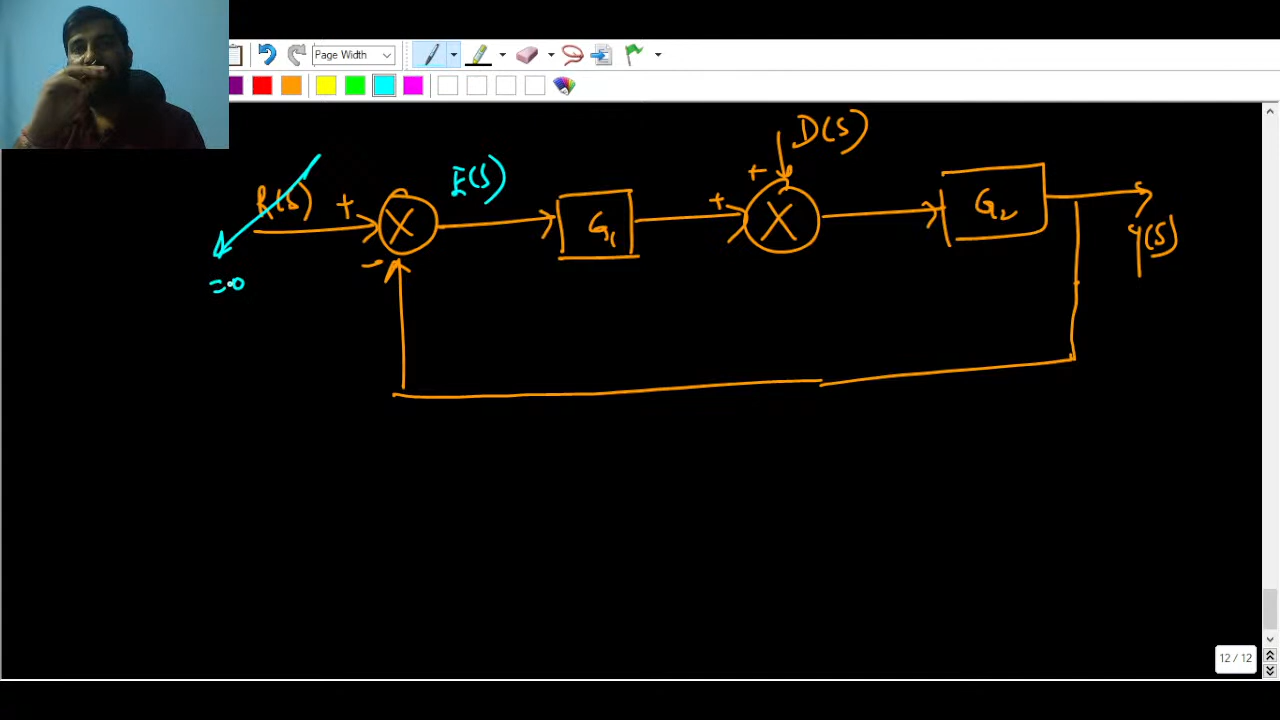 Page Width
D(s)
+
E(s)
R(s) + X G1 + X G2
y(s)
-
=0
12 / 12